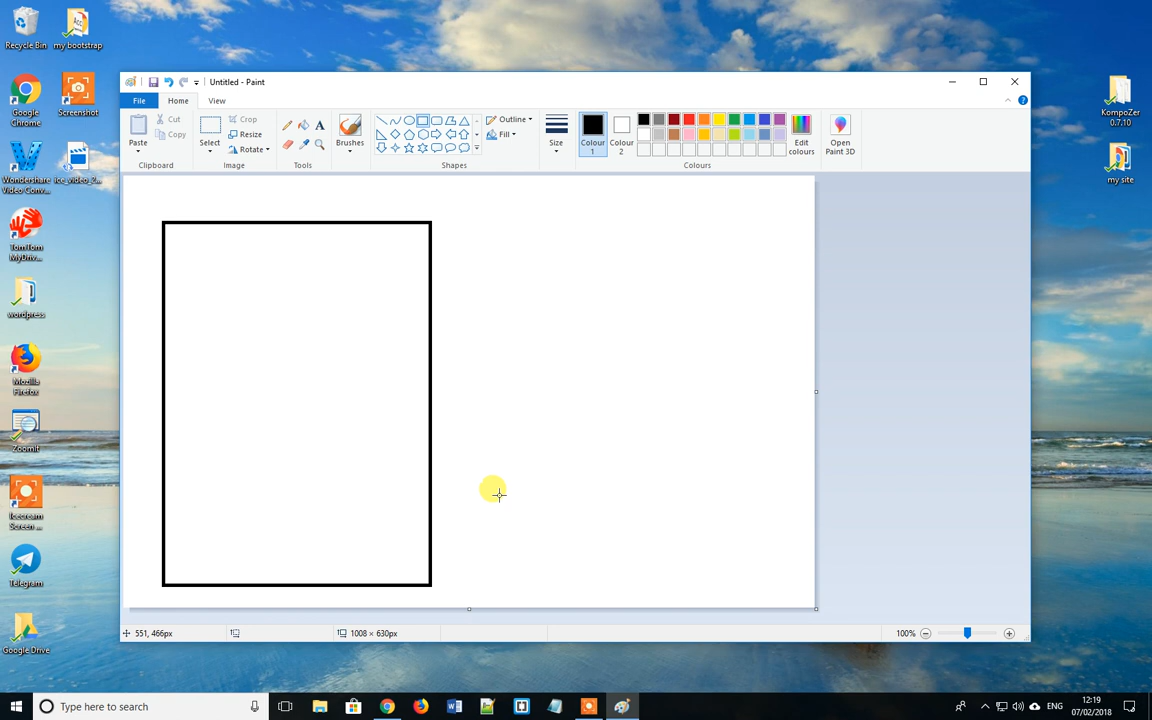 Recycle Bin
my bootstrap
Google
Chrome
Screenshot
Wondershare
Video Conv...
ice_video_2...
TomTom
MyDriv...
wordpress
Mozilla
Firefox
ZoomIt
Icecream
Screen ...
Telegram
Google Drive
KompoZer
0.7.10
my site
Untitled - Paint
File
Home
View
Paste
Cut
Copy
Clipboard
Select
Crop
Resize
Rotate
Image
A
Tools
Brushes
Outline
Fill
Shapes
Size
Colour
1
Colour
2
Edit
colours
Colours
Open
Paint 3D
551, 466px
1008 × 630px
100%
Type here to search
ENG
12:19
07/02/2018